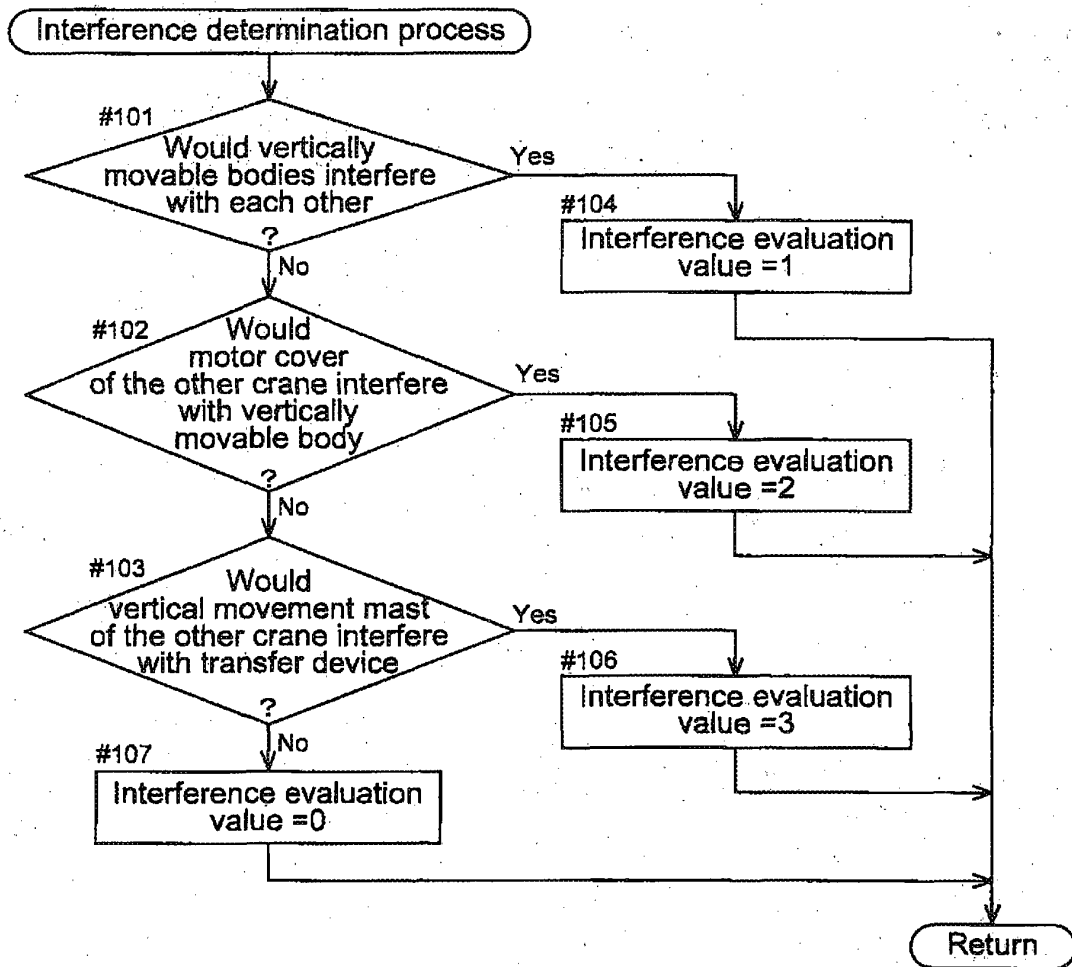 Interference determination process
#101
Would vertically
movable bodies interfere
with each other
?
Yes
No
#104
Interference evaluation
value =1
#102
Would
motor cover
of the other crane interfere
with vertically
movable body
?
Yes
No
#105
Interference evaluation
value =2
#103
Would
vertical movement mast
of the other crane interfere
with transfer device
?
Yes
No
#106
Interference evaluation
value =3
#107
Interference evaluation
value =0
Return